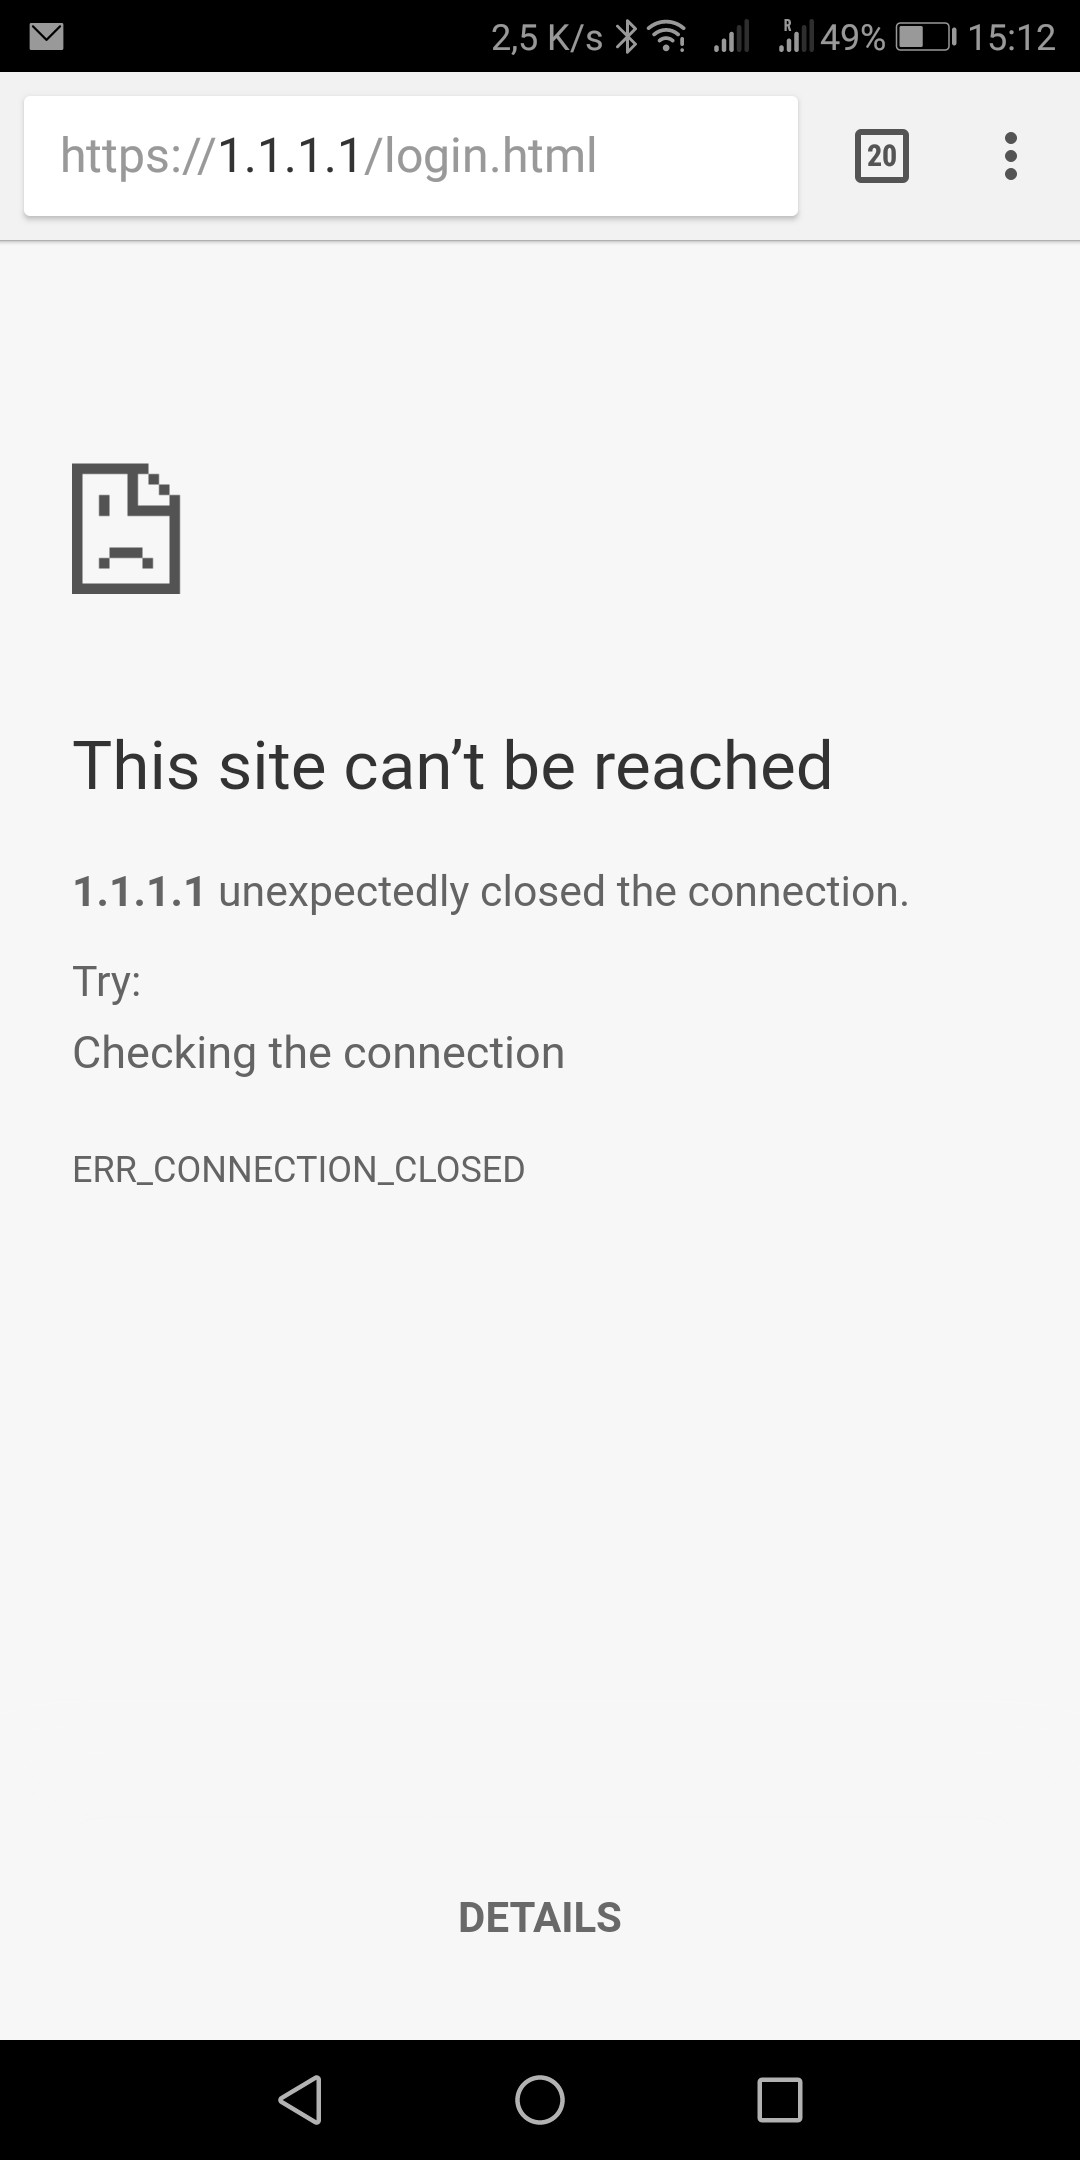 2,5 K/s R 49% 15:12
https://1.1.1.1/login.html 20
This site can’t be reached
1.1.1.1 unexpectedly closed the connection.
Try:
Checking the connection
ERR_CONNECTION_CLOSED
DETAILS